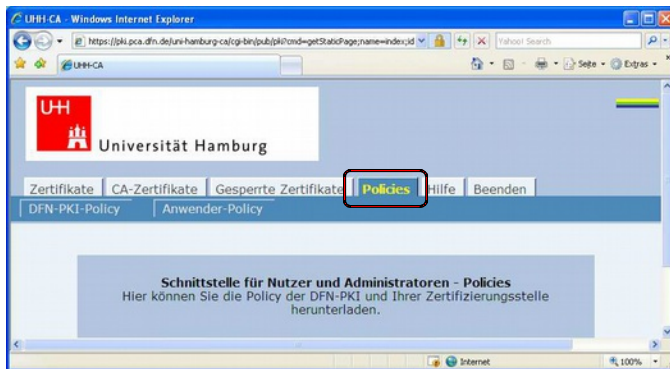 UHH-CA - Windows Internet Explorer
https://pki.pca.dfn.de/uni-hamburg-ca/cgi-bin/pub/pki?cmd=getStaticPage;name=index;id
Yahoo! Search
UHH-CA
Seite
Extras
UHH
Universität Hamburg
Zertifikate CA-Zertifikate Gesperrte Zertifikate Policies Hilfe Beenden
DFN-PKI-Policy Anwender-Policy
Schnittstelle für Nutzer und Administratoren - Policies
Hier können Sie die Policy der DFN-PKI und Ihrer Zertifizierungsstelle
herunterladen.
Internet
100%